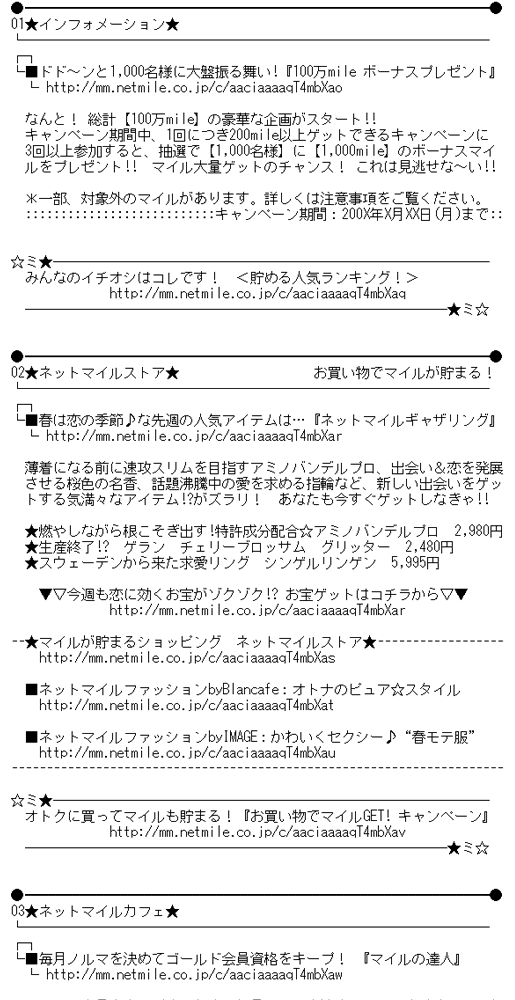 01★インフォメーション★
■ドド～ンと1,000名様に大盤振る舞い!『100万mile ボーナスプレゼント』
http://mm.netmile.co.jp/c/aaciaaaaqT4mbXao
なんと！ 総計【100万mile】の豪華な企画がスタート!!
キャンペーン期間中、1回につき200mile以上ゲットできるキャンペーンに
3回以上参加すると、抽選で【1,000名様】に【1,000mile】のボーナスマイ
ルをプレゼント!! マイル大量ゲットのチャンス！ これは見逃せな～い!!
＊一部、対象外のマイルがあります。詳しくは注意事項をご覧ください。
:::::::::::::::::::::::::::キャンペーン期間：200X年X月XX日(月)まで::
☆ミ★
みんなのイチオシはコレです！ ＜貯める人気ランキング！＞
http://mm.netmile.co.jp/c/aaciaaaaqT4mbXaq
★ミ☆
02★ネットマイルストア★ お買い物でマイルが貯まる！
■春は恋の季節♪な先週の人気アイテムは…『ネットマイルギャザリング』
http://mm.netmile.co.jp/c/aaciaaaaqT4mbXar
薄着になる前に速攻スリムを目指すアミノバンデルプロ、出会い＆恋を発展
させる桜色の名香、話題沸騰中の愛を求める指輪など、新しい出会いをゲッ
トする気満々なアイテム!?がズラリ！ あなたも今すぐゲットしなきゃ!!
★燃やしながら根こそぎ出す!特許成分配合☆アミノバンデルプロ 2,980円
★生産終了!? ゲラン チェリーブロッサム グリッター 2,480円
★スウェーデンから来た求愛リング シンゲルリンゲン 5,995円
▼▽今週も恋に効くお宝がゾクゾク!? お宝ゲットはコチラから▽▼
http://mm.netmile.co.jp/c/aaciaaaaqT4mbXar
--★マイルが貯まるショッピング ネットマイルストア★------------------
http://mm.netmile.co.jp/c/aaciaaaaqT4mbXas
■ネットマイルファッションbyBlancafe：オトナのピュア☆スタイル
http://mm.netmile.co.jp/c/aaciaaaaqT4mbXat
■ネットマイルファッションbyIMAGE：かわいくセクシー♪ “春モテ服”
http://mm.netmile.co.jp/c/aaciaaaaqT4mbXau
----------------------------------------------------------------------
☆ミ★
オトクに買ってマイルも貯まる！『お買い物でマイルGET! キャンペーン』
http://mm.netmile.co.jp/c/aaciaaaaqT4mbXav
★ミ☆
03★ネットマイルカフェ★
■毎月ノルマを決めてゴールド会員資格をキープ！ 『マイルの達人』
http://mm.netmile.co.jp/c/aaciaaaaqT4mbXaw